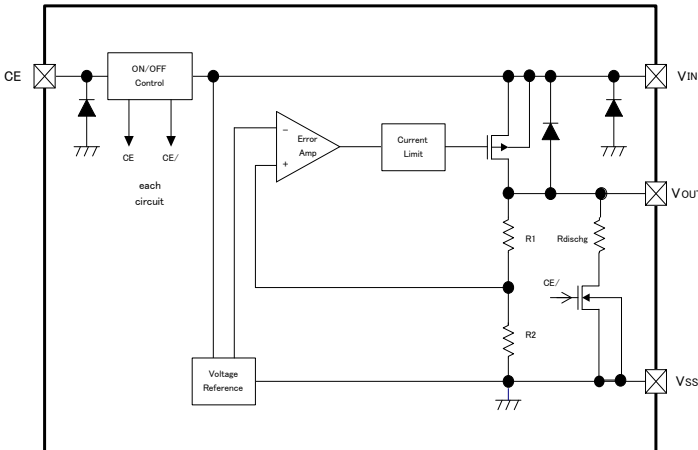 CE
ON/OFF
Control
VIN
CE
CE/
each
circuit
−
Error
Amp
+
Current
Limit
VOUT
R1
Rdischg
CE/
R2
Voltage
Reference
VSS